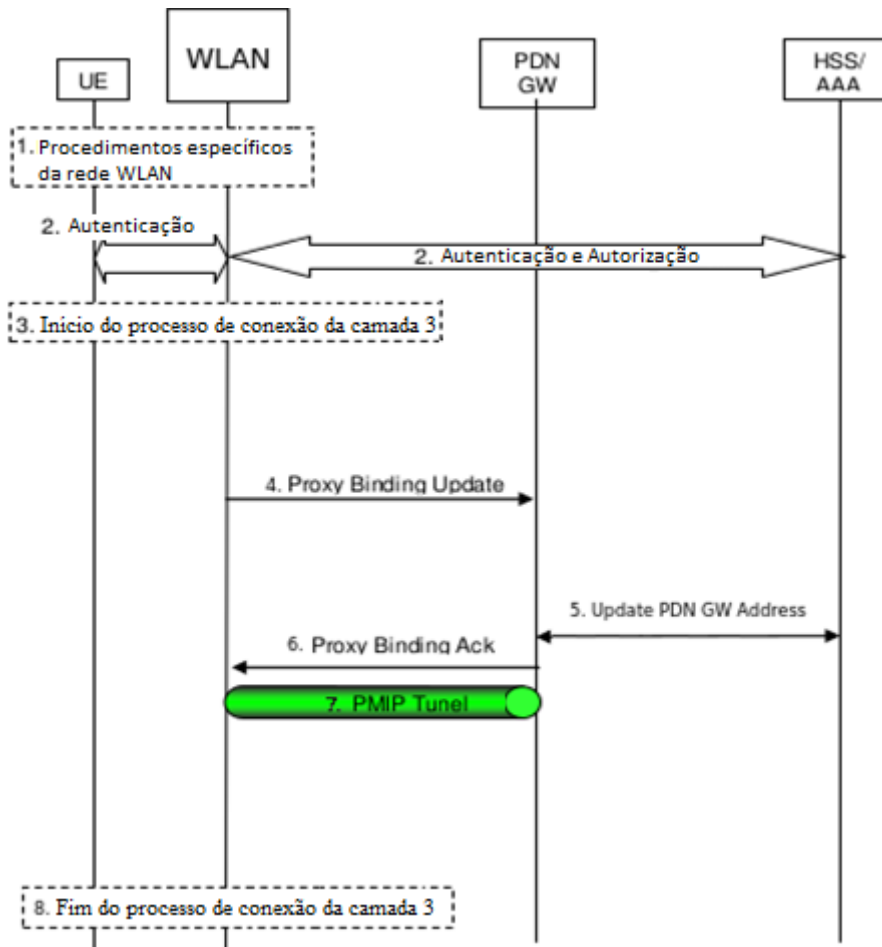 UE
WLAN
PDN
GW
HSS/
AAA
1. Procedimentos específicos
da rede WLAN
2. Autenticação
2. Autenticação e Autorização
3. Inicio do processo de conexão da camada 3
4. Proxy Binding Update
5. Update PDN GW Address
6. Proxy Binding Ack
7. PMIP Tunel
8. Fim do processo de conexão da camada 3